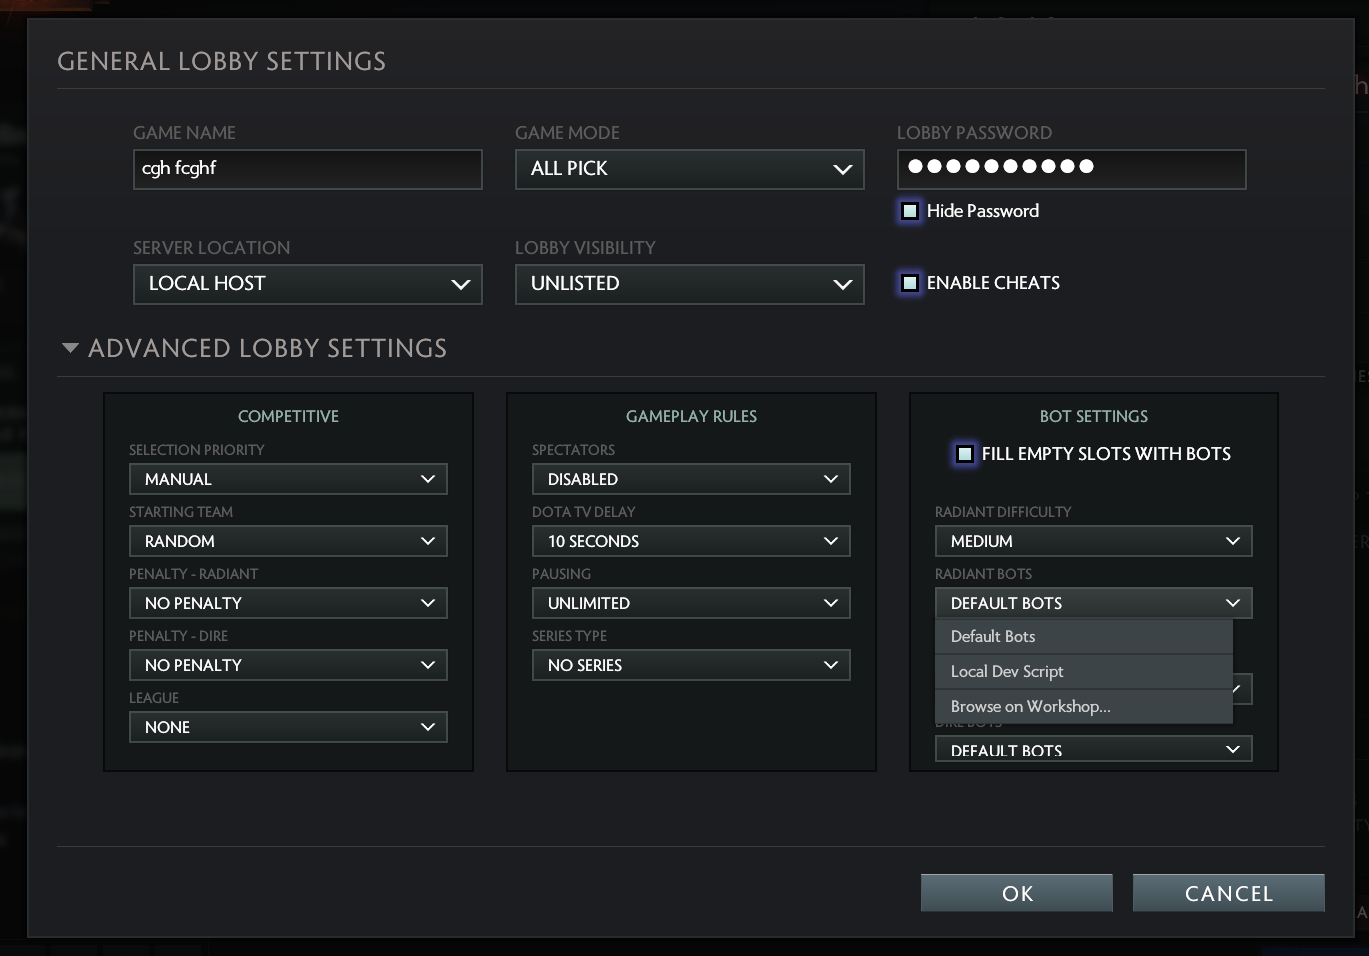 GENERAL LOBBY SETTINGS
GAME NAME
cgh fcghf
GAME MODE
ALL PICK
LOBBY PASSWORD
Hide Password
SERVER LOCATION
LOCAL HOST
LOBBY VISIBILITY
UNLISTED
ENABLE CHEATS
ADVANCED LOBBY SETTINGS
COMPETITIVE
SELECTION PRIORITY
MANUAL
STARTING TEAM
RANDOM
PENALTY - RADIANT
NO PENALTY
PENALTY - DIRE
NO PENALTY
LEAGUE
NONE
GAMEPLAY RULES
SPECTATORS
DISABLED
DOTA TV DELAY
10 SECONDS
PAUSING
UNLIMITED
SERIES TYPE
NO SERIES
BOT SETTINGS
FILL EMPTY SLOTS WITH BOTS
RADIANT DIFFICULTY
MEDIUM
RADIANT BOTS
DEFAULT BOTS
Default Bots
Local Dev Script
Browse on Workshop...
DIRE BOTS
DEFAULT BOTS
OK
CANCEL